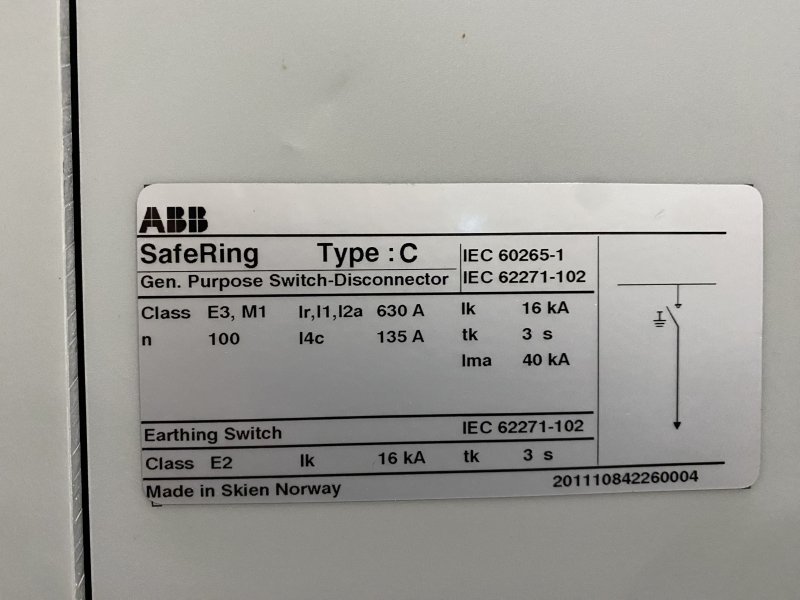 ABB
SafeRing Type : C IEC 60265-1
Gen. Purpose Switch-Disconnector IEC 62271-102
Class E3, M1 Ir,I1,I2a 630 A Ik 16 kA
n 100 I4c 135 A tk 3 s
Ima 40 kA
Earthing Switch IEC 62271-102
Class E2 Ik 16 kA tk 3 s
Made in Skien Norway 201110842260004